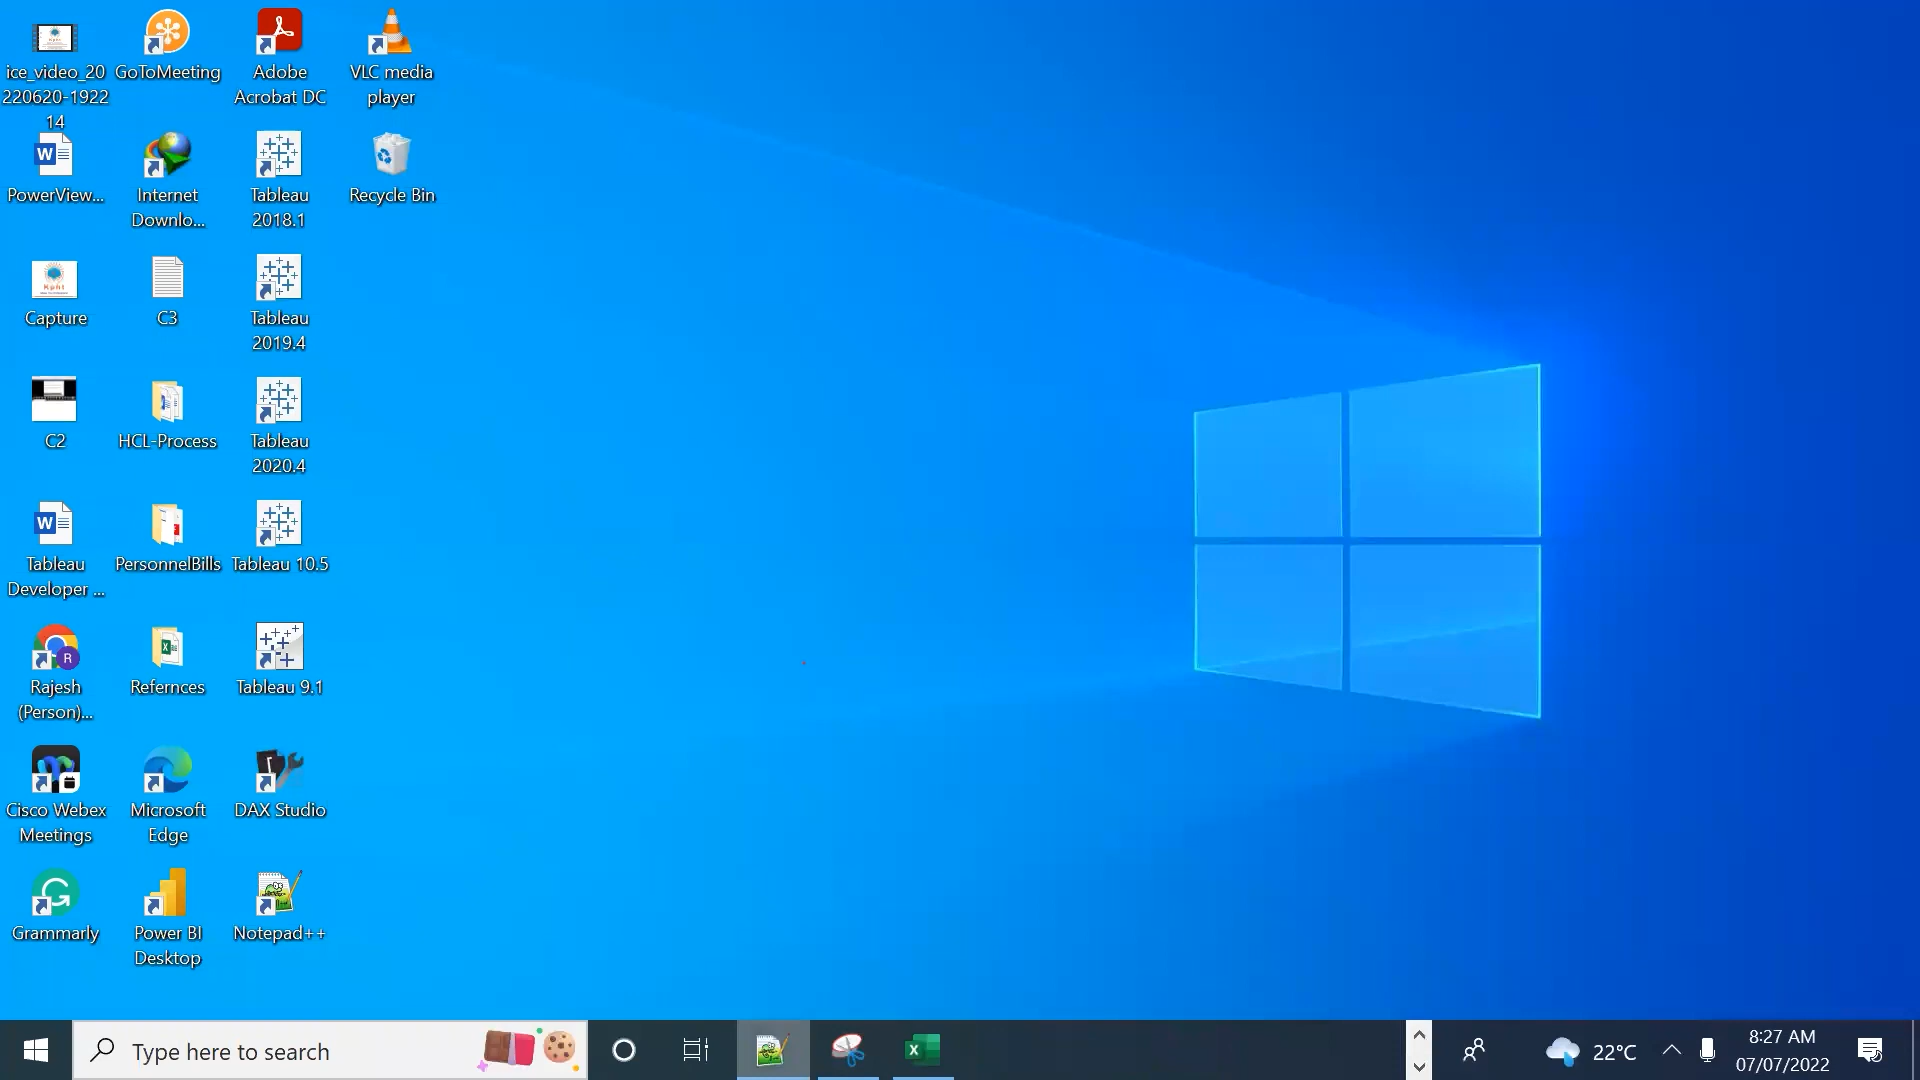 ice_video_20
220620-1922
14
GoToMeeting
Adobe
Acrobat DC
VLC media
player
PowerView...
Internet
Downlo...
Tableau
2018.1
Recycle Bin
Capture
C3
Tableau
2019.4
C2
HCL-Process
Tableau
2020.4
Tableau
Developer ...
PersonnelBills
Tableau 10.5
Rajesh
(Person)...
Refernces
Tableau 9.1
Cisco Webex
Meetings
Microsoft
Edge
DAX Studio
Grammarly
Power BI
Desktop
Notepad++
Type here to search
22°C
8:27 AM
07/07/2022